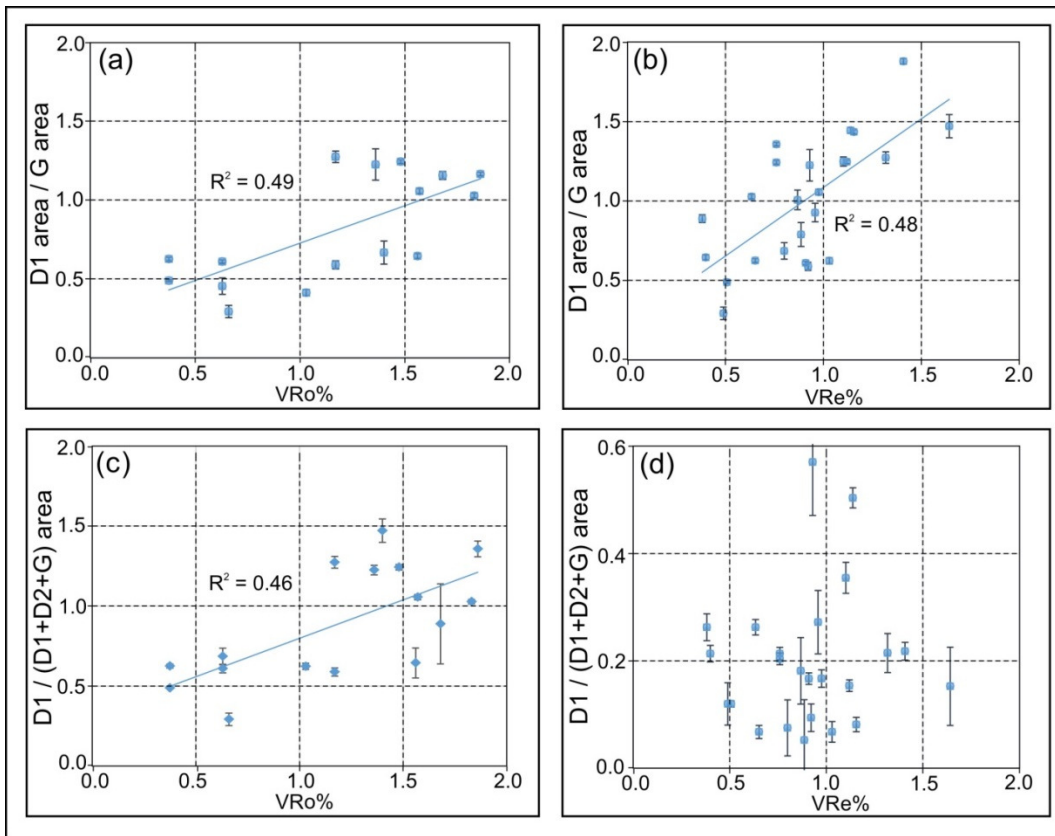 (a)
D1 area / G area
2.0
1.5
1.0
0.5
0.0
R² = 0.49
0.0 0.5 1.0 1.5 2.0
VRo%
(b)
D1 area / G area
2.0
1.5
1.0
0.5
0.0
R² = 0.48
0.0 0.5 1.0 1.5 2.0
VRe%
(c)
D1 / (D1+D2+G) area
2.0
1.5
1.0
0.5
0.0
R² = 0.46
0.0 0.5 1.0 1.5 2.0
VRo%
(d)
D1 / (D1+D2+G) area
0.6
0.4
0.2
0.0
0.5 1.0 1.5 2.0
VRe%